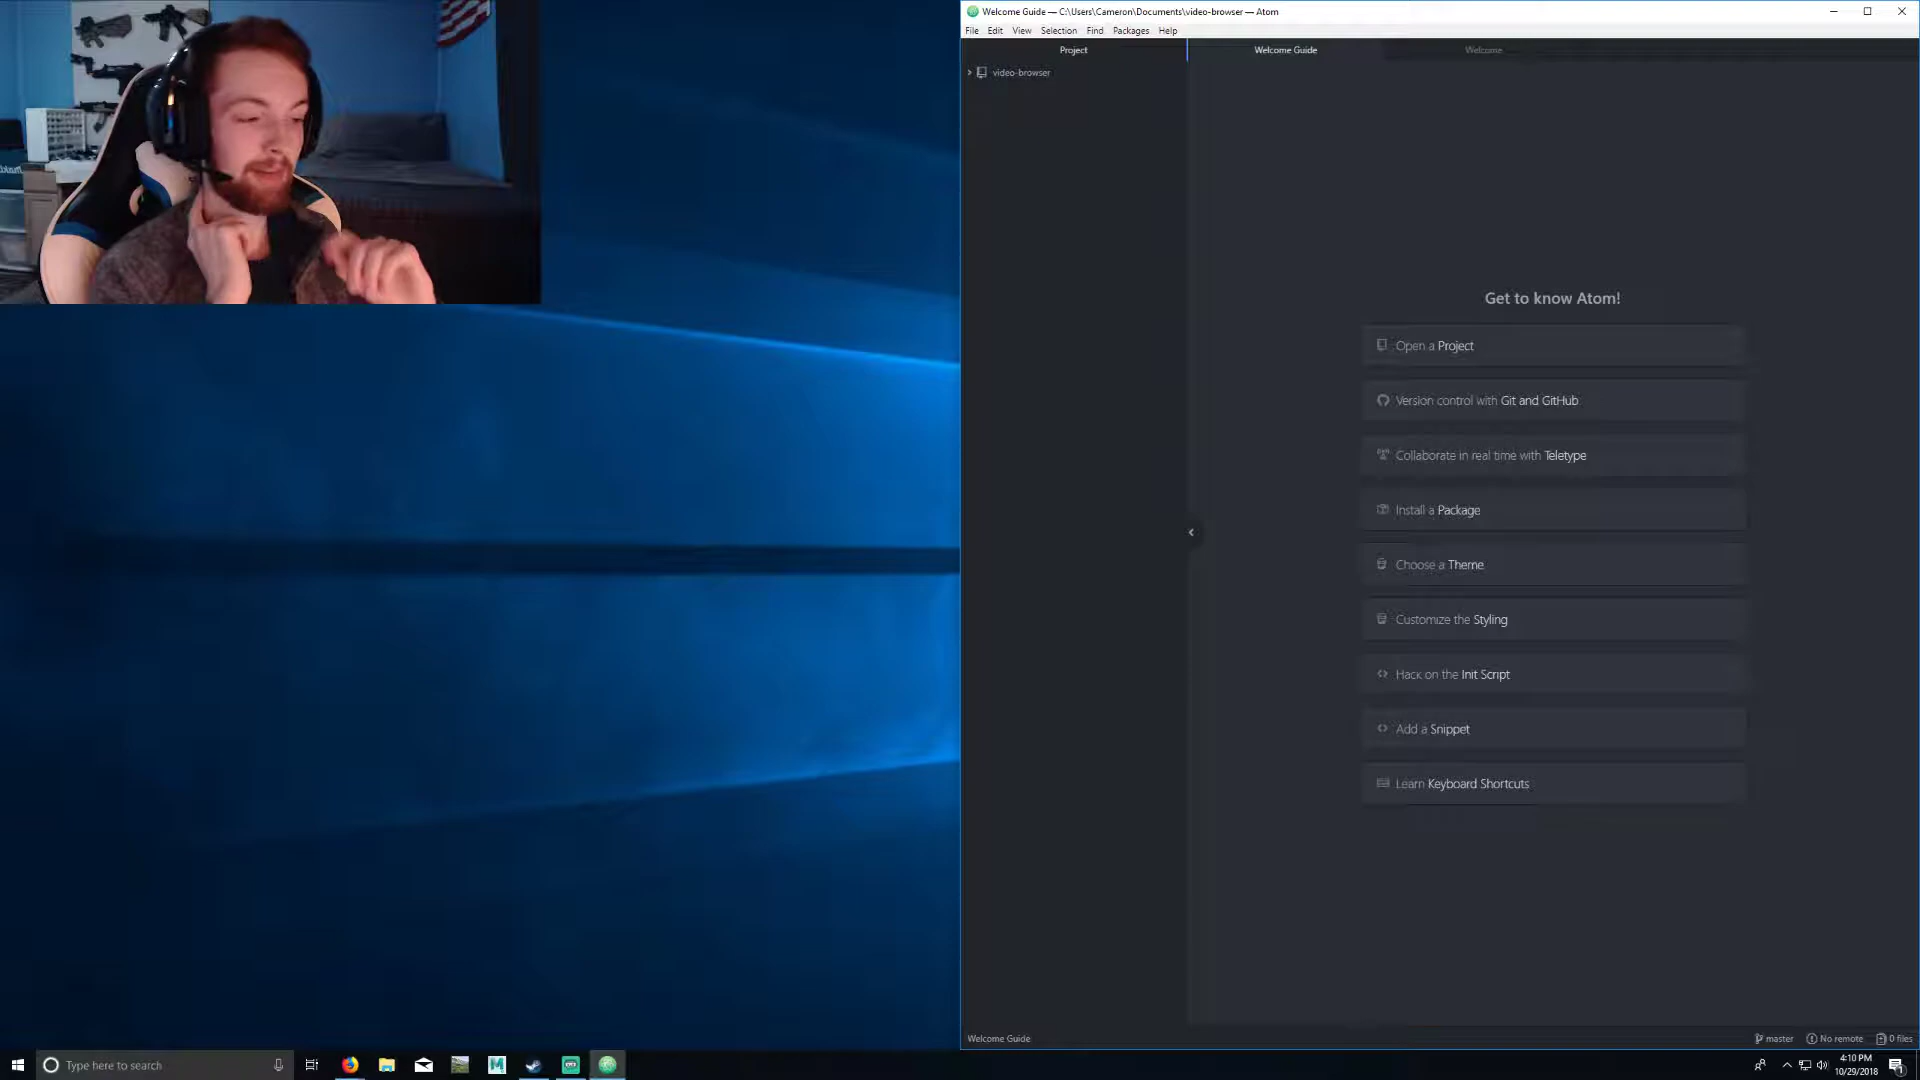 Welcome Guide — C:\Users\Cameron\Documents\video-browser — Atom
File Edit View Selection Find Packages Help
Project Welcome Guide Welcome
video-browser
Get to know Atom!
Open a Project
Version control with Git and GitHub
Collaborate in real time with Teletype
Install a Package
Choose a Theme
Customize the Styling
Hack on the Init Script
Add a Snippet
Learn Keyboard Shortcuts
Welcome Guide master No remote 0 files
Type here to search
4:10 PM
10/29/2018